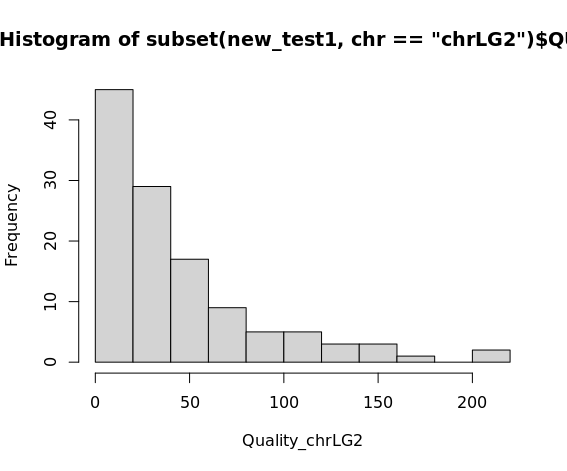 Histogram of subset(new_test1, chr == "chrLG2")$QU
Frequency
40
30
20
10
0
0 50 100 150 200
Quality_chrLG2